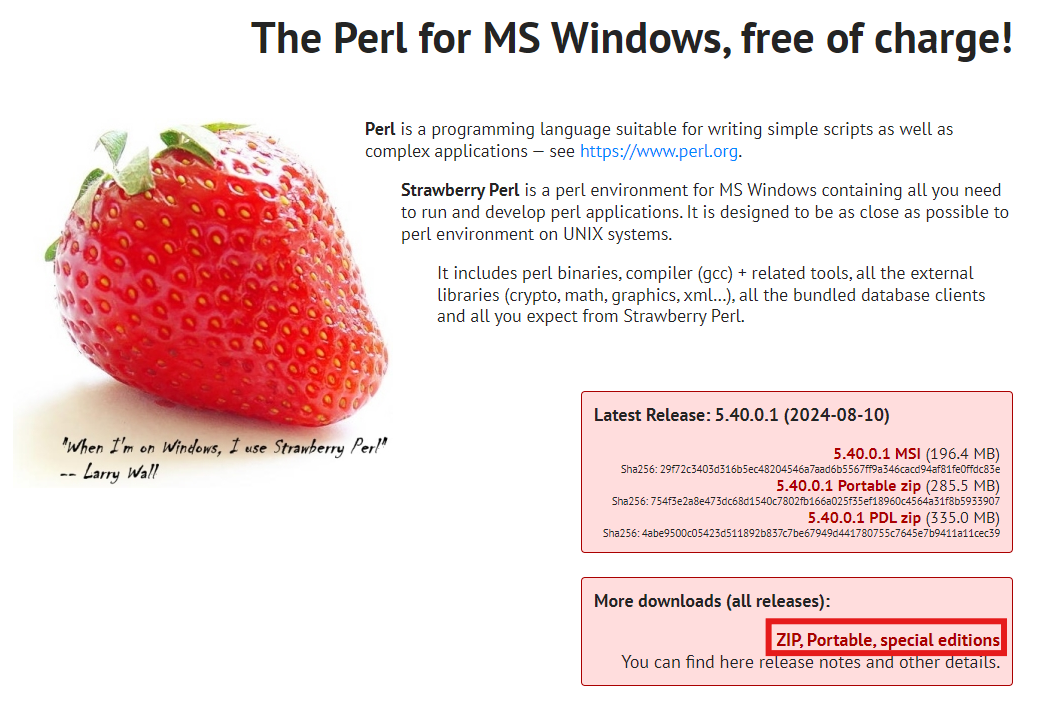 The Perl for MS Windows, free of charge!
Perl is a programming language suitable for writing simple scripts as well as
complex applications — see https://www.perl.org.
Strawberry Perl is a perl environment for MS Windows containing all you need
to run and develop perl applications. It is designed to be as close as possible to
perl environment on UNIX systems.
It includes perl binaries, compiler (gcc) + related tools, all the external
libraries (crypto, math, graphics, xml...), all the bundled database clients
and all you expect from Strawberry Perl.
"When I'm on Windows, I use Strawberry Perl"
-- Larry Wall
Latest Release: 5.40.0.1 (2024-08-10)
5.40.0.1 MSI (196.4 MB)
Sha256: 29f72c3403d316b5ec48204546a7aad6b5567ff9a346cacd94af81fe0ffdc83e
5.40.0.1 Portable zip (285.5 MB)
Sha256: 754f3e2a8e473dc68d1540c7802fb166a025f35ef18960c4564a31f8b5933907
5.40.0.1 PDL zip (335.0 MB)
Sha256: 4abe9500c05423d511892b837c7be67949d441780755c7645e7b9411a11cec39
More downloads (all releases):
ZIP, Portable, special editions
You can find here release notes and other details.